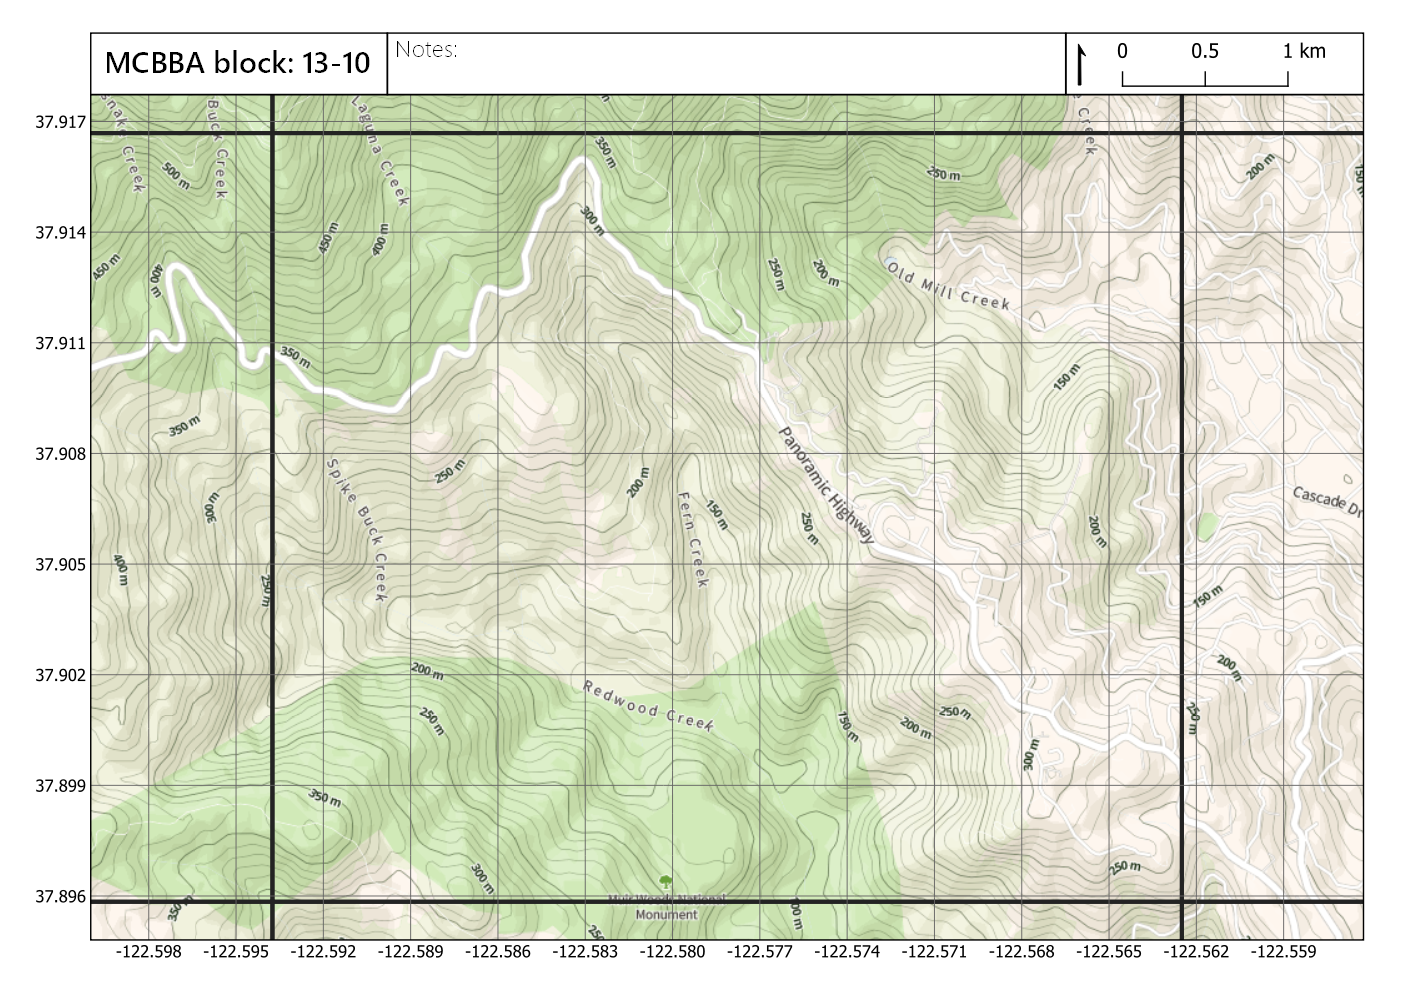 MCBBA block: 13-10
Notes:
0 0.5 1 km
37.917
37.914
37.911
37.908
37.905
37.902
37.899
37.896
Snake Creek
Buck Creek
Laguna Creek
Creek
500 m
450 m
400 m
450 m
400 m
350 m
300 m
250 m
200 m
150 m
250 m
200 m
Old Mill Creek
350 m
150 m
350 m
300 m
400 m
250 m
Spike Buck Creek
250 m
200 m
Fern Creek
150 m
250 m
Panoramic Highway
200 m
Cascade Dr
150 m
200 m
200 m
250 m
Redwood Creek
150 m
200 m
250 m
300 m
250 m
350 m
300 m
250 m
350 m
100 m
Muir Woods National
Monument
-122.598 -122.595 -122.592 -122.589 -122.586 -122.583 -122.580 -122.577 -122.574 -122.571 -122.568 -122.565 -122.562 -122.559